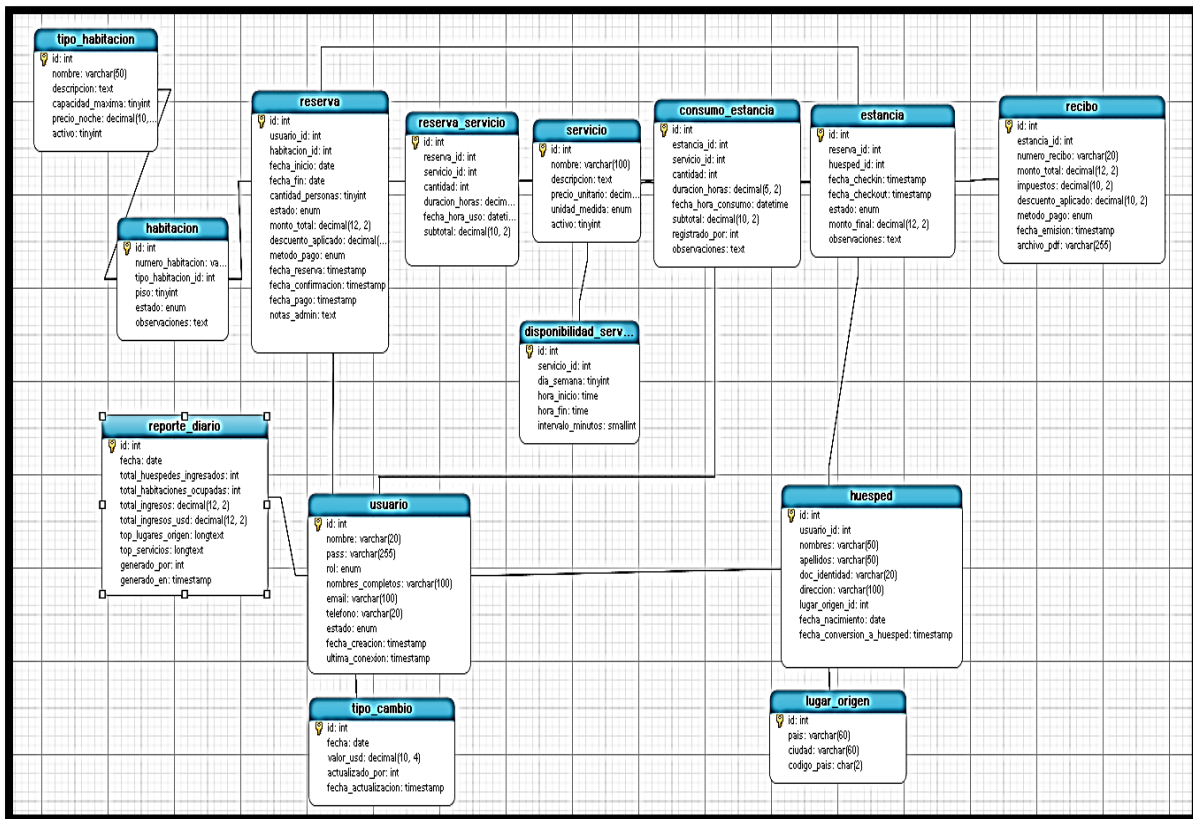 tipo_habitacion
id: int
nombre: varchar(50)
descripcion: text
capacidad_maxima: tinyint
precio_noche: decimal(10,...
activo: tinyint
habitacion
id: int
numero_habitacion: va...
tipo_habitacion_id: int
piso: tinyint
estado: enum
observaciones: text
reserva
id: int
usuario_id: int
habitacion_id: int
fecha_inicio: date
fecha_fin: date
cantidad_personas: tinyint
estado: enum
monto_total: decimal(12, 2)
descuento_aplicado: decimal(...
metodo_pago: enum
fecha_reserva: timestamp
fecha_confirmacion: timestamp
fecha_pago: timestamp
notas_admin: text
reserva_servicio
id: int
reserva_id: int
servicio_id: int
cantidad: int
duracion_horas: decim...
fecha_hora_uso: dateti...
subtotal: decimal(10, 2)
servicio
id: int
nombre: varchar(100)
descripcion: text
precio_unitario: decim...
unidad_medida: enum
activo: tinyint
consumo_estancia
id: int
estancia_id: int
servicio_id: int
cantidad: int
duracion_horas: decimal(5, 2)
fecha_hora_consumo: datetime
subtotal: decimal(10, 2)
registrado_por: int
observaciones: text
estancia
id: int
reserva_id: int
huesped_id: int
fecha_checkin: timestamp
fecha_checkout: timestamp
estado: enum
monto_final: decimal(12, 2)
observaciones: text
recibo
id: int
estancia_id: int
numero_recibo: varchar(20)
monto_total: decimal(12, 2)
impuestos: decimal(10, 2)
descuento_aplicado: decimal(10, 2)
metodo_pago: enum
fecha_emision: timestamp
archivo_pdf: varchar(255)
disponibilidad_serv...
id: int
servicio_id: int
dia_semana: tinyint
hora_inicio: time
hora_fin: time
intervalo_minutos: smallint
reporte_diario
id: int
fecha: date
total_huespedes_ingresados: int
total_habitaciones_ocupadas: int
total_ingresos: decimal(12, 2)
total_ingresos_usd: decimal(12, 2)
top_lugares_origen: longtext
top_servicios: longtext
generado_por: int
generado_en: timestamp
usuario
id: int
nombre: varchar(20)
pass: varchar(255)
rol: enum
nombres_completos: varchar(100)
email: varchar(100)
telefono: varchar(20)
estado: enum
fecha_creacion: timestamp
ultima_conexion: timestamp
huesped
id: int
usuario_id: int
nombres: varchar(50)
apellidos: varchar(50)
doc_identidad: varchar(20)
direccion: varchar(100)
lugar_origen_id: int
fecha_nacimiento: date
fecha_conversion_a_huesped: timestamp
tipo_cambio
id: int
fecha: date
valor_usd: decimal(10, 4)
actualizado_por: int
fecha_actualizacion: timestamp
lugar_origen
id: int
pais: varchar(60)
ciudad: varchar(60)
codigo_pais: char(2)